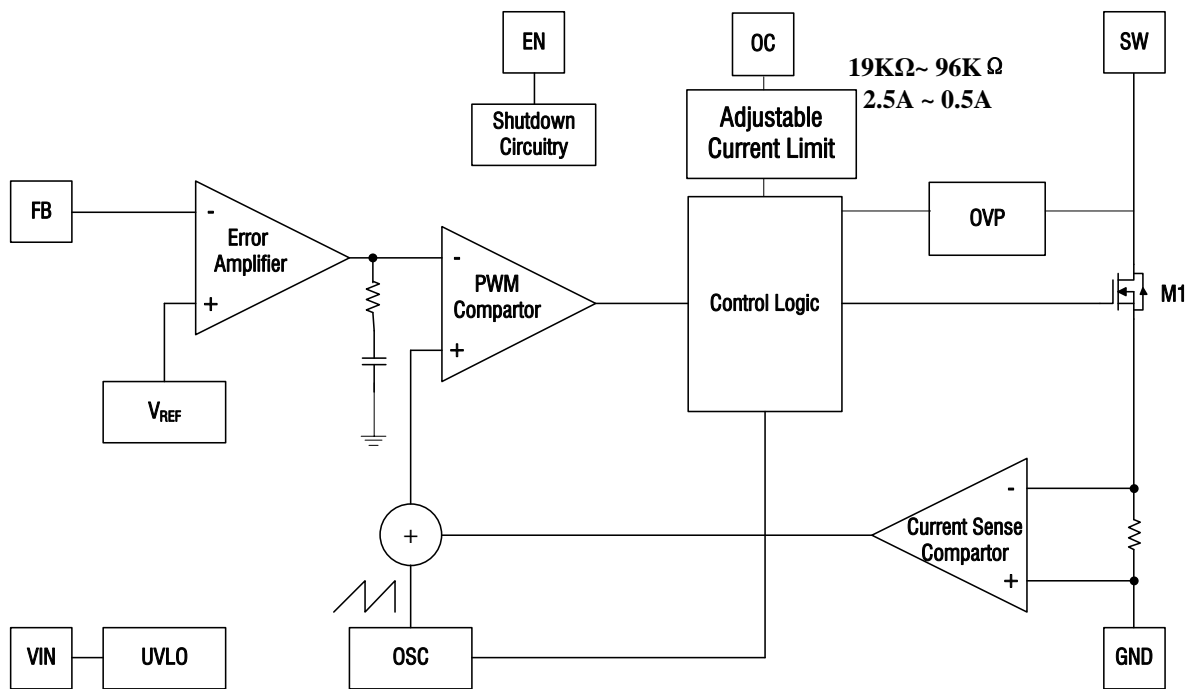 EN
OC
SW
19KΩ~ 96KΩ
2.5A ~ 0.5A
Shutdown
Circuitry
Adjustable
Current Limit
FB
-
Error
Amplifier
+
OVP
-
PWM
Compartor
+
Control Logic
M1
VREF
-
Current Sense
Compartor
+
+
VIN
UVLO
OSC
GND